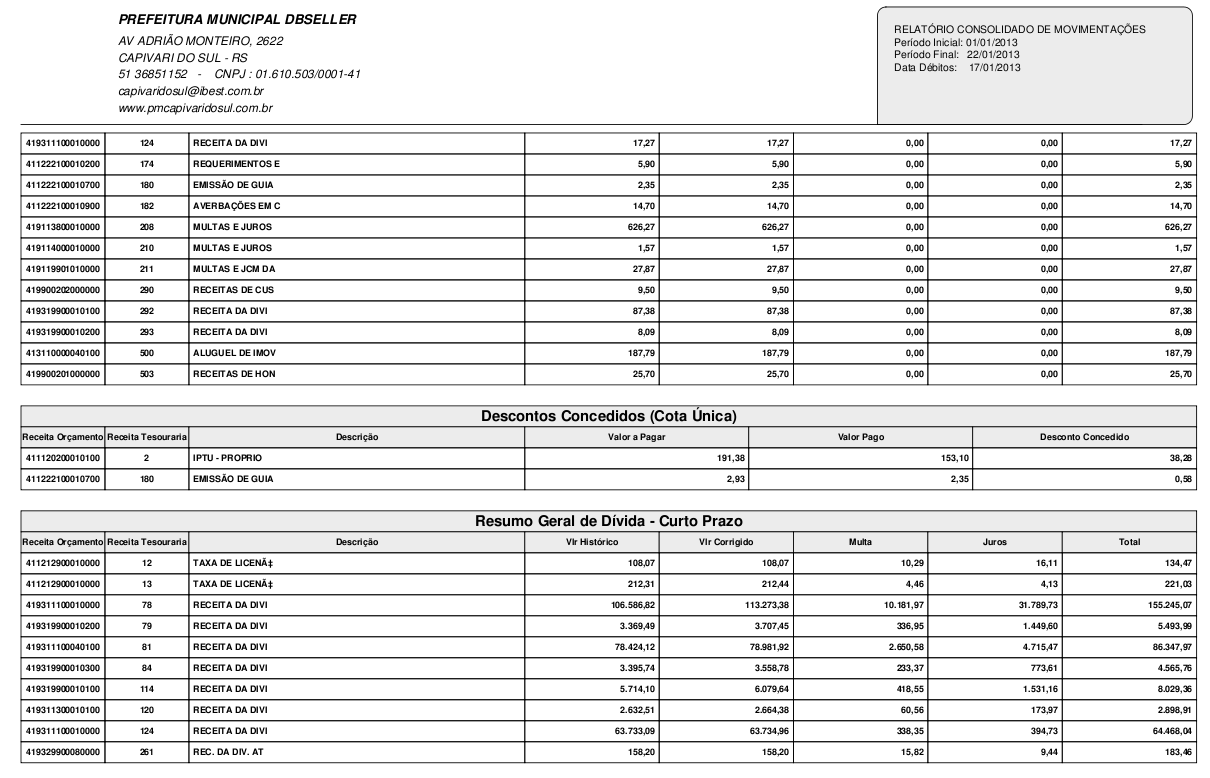 PREFEITURA MUNICIPAL DBSELLER
AV ADRIÃO MONTEIRO, 2622
CAPIVARI DO SUL - RS
51 36851152 - CNPJ : 01.610.503/0001-41
capivaridosul@ibest.com.br
www.pmcapivaridosul.com.br
RELATÓRIO CONSOLIDADO DE MOVIMENTAÇÕES
Período Inicial: 01/01/2013
Período Final: 22/01/2013
Data Débitos: 17/01/2013
419311100010000 124 RECEITA DA DIVI 17,27 17,27 0,00 0,00 17,27
411222100010200 174 REQUERIMENTOS E 5,90 5,90 0,00 0,00 5,90
411222100010700 180 EMISSÃO DE GUIA 2,35 2,35 0,00 0,00 2,35
411222100010900 182 AVERBAÇÕES EM C 14,70 14,70 0,00 0,00 14,70
419113800010000 208 MULTAS E JUROS 626,27 626,27 0,00 0,00 626,27
419114000010000 210 MULTAS E JUROS 1,57 1,57 0,00 0,00 1,57
419119901010000 211 MULTAS E JCM DA 27,87 27,87 0,00 0,00 27,87
419900202000000 290 RECEITAS DE CUS 9,50 9,50 0,00 0,00 9,50
419319900010100 292 RECEITA DA DIVI 87,38 87,38 0,00 0,00 87,38
419319900010200 293 RECEITA DA DIVI 8,09 8,09 0,00 0,00 8,09
413110000040100 500 ALUGUEL DE IMOV 187,79 187,79 0,00 0,00 187,79
419900201000000 503 RECEITAS DE HON 25,70 25,70 0,00 0,00 25,70
Descontos Concedidos (Cota Única)
Receita Orçamento Receita Tesouraria Descrição Valor a Pagar Valor Pago Desconto Concedido
411120200010100 2 IPTU - PROPRIO 191,38 153,10 38,28
411222100010700 180 EMISSÃO DE GUIA 2,93 2,35 0,58
Resumo Geral de Dívida - Curto Prazo
Receita Orçamento Receita Tesouraria Descrição Vlr Histórico Vlr Corrigido Multa Juros Total
411212900010000 12 TAXA DE LICENÃ‡ 108,07 108,07 10,29 16,11 134,47
411212900010000 13 TAXA DE LICENÃ‡ 212,31 212,44 4,46 4,13 221,03
419311100010000 78 RECEITA DA DIVI 106.586,82 113.273,38 10.181,97 31.789,73 155.245,07
419319900010200 79 RECEITA DA DIVI 3.369,49 3.707,45 336,95 1.449,60 5.493,99
419311100040100 81 RECEITA DA DIVI 78.424,12 78.981,92 2.650,58 4.715,47 86.347,97
419319900010300 84 RECEITA DA DIVI 3.395,74 3.558,78 233,37 773,61 4.565,76
419319900010100 114 RECEITA DA DIVI 5.714,10 6.079,64 418,55 1.531,16 8.029,36
419311300010100 120 RECEITA DA DIVI 2.632,51 2.664,38 60,56 173,97 2.898,91
419311100010000 124 RECEITA DA DIVI 63.733,09 63.734,96 338,35 394,73 64.468,04
419329900080000 261 REC. DA DIV. AT 158,20 158,20 15,82 9,44 183,46